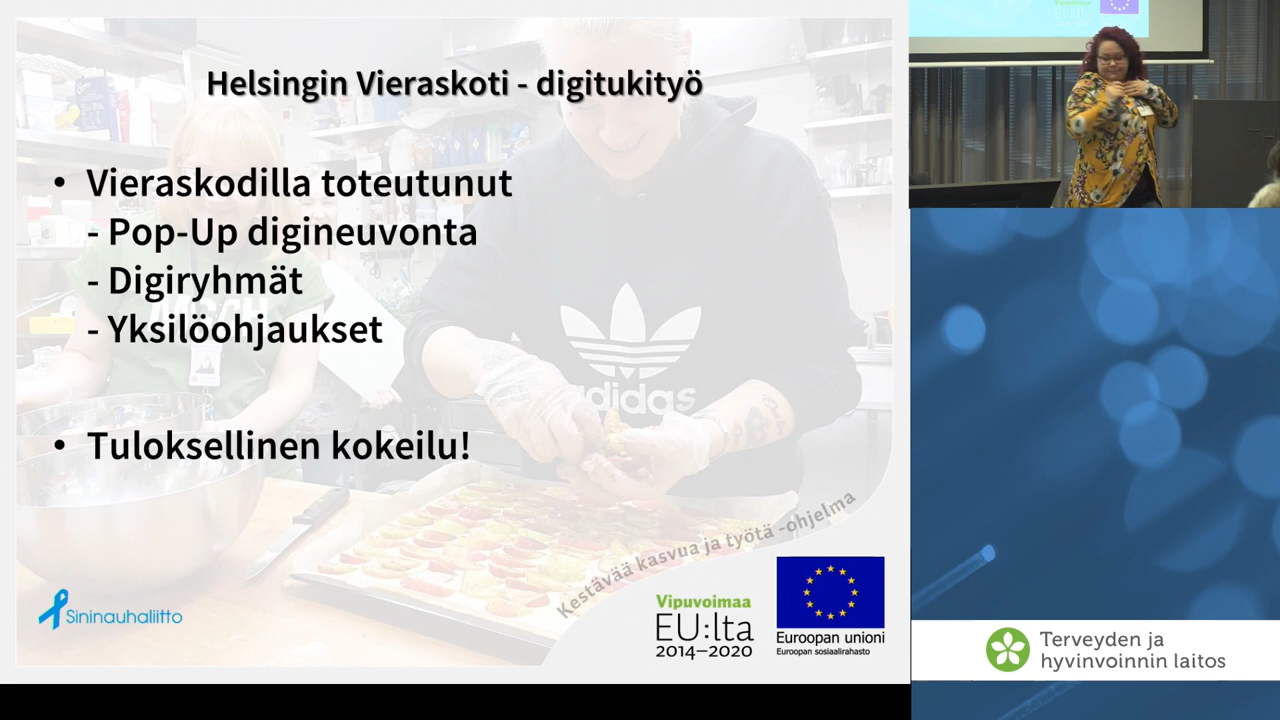 Helsingin Vieraskoti - digitukityö
• Vieraskodilla toteutunut
- Pop-Up digineuvonta
- Digiryhmät
- Yksilöohjaukset
• Tuloksellinen kokeilu!
adidas
Kestävää kasvua ja työtä -ohjelma
Sininauhaliitto
Vipuvoimaa
EU:lta
2014–2020
Euroopan unioni
Euroopan sosiaalirahasto
Terveyden ja
hyvinvoinnin laitos